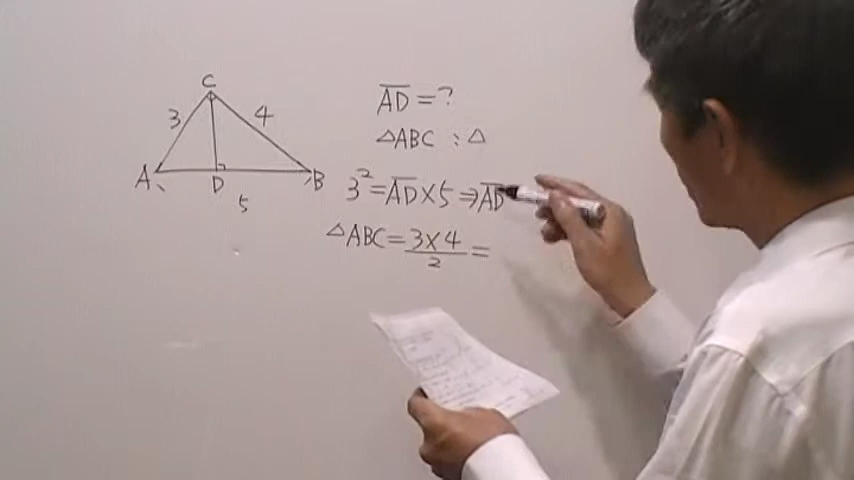 C
3
4
A
D
B
5
AD = ?
△ABC : △
3² = AD × 5 ⇒ AD
△ABC = 3×4/2 =